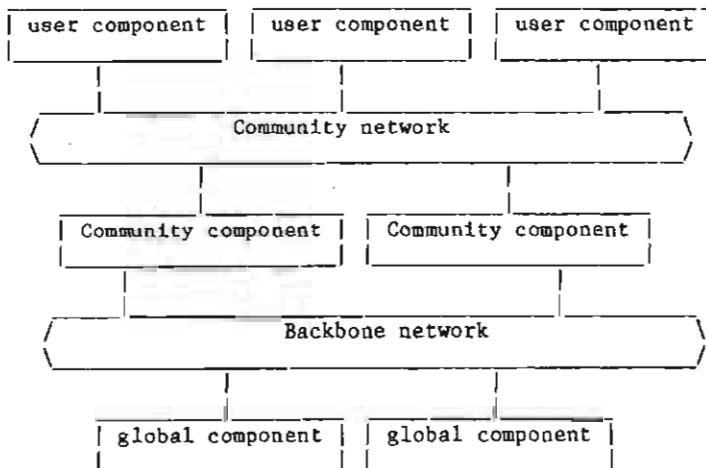 user component user component user component
Community network
Community component Community component
Backbone network
global component global component